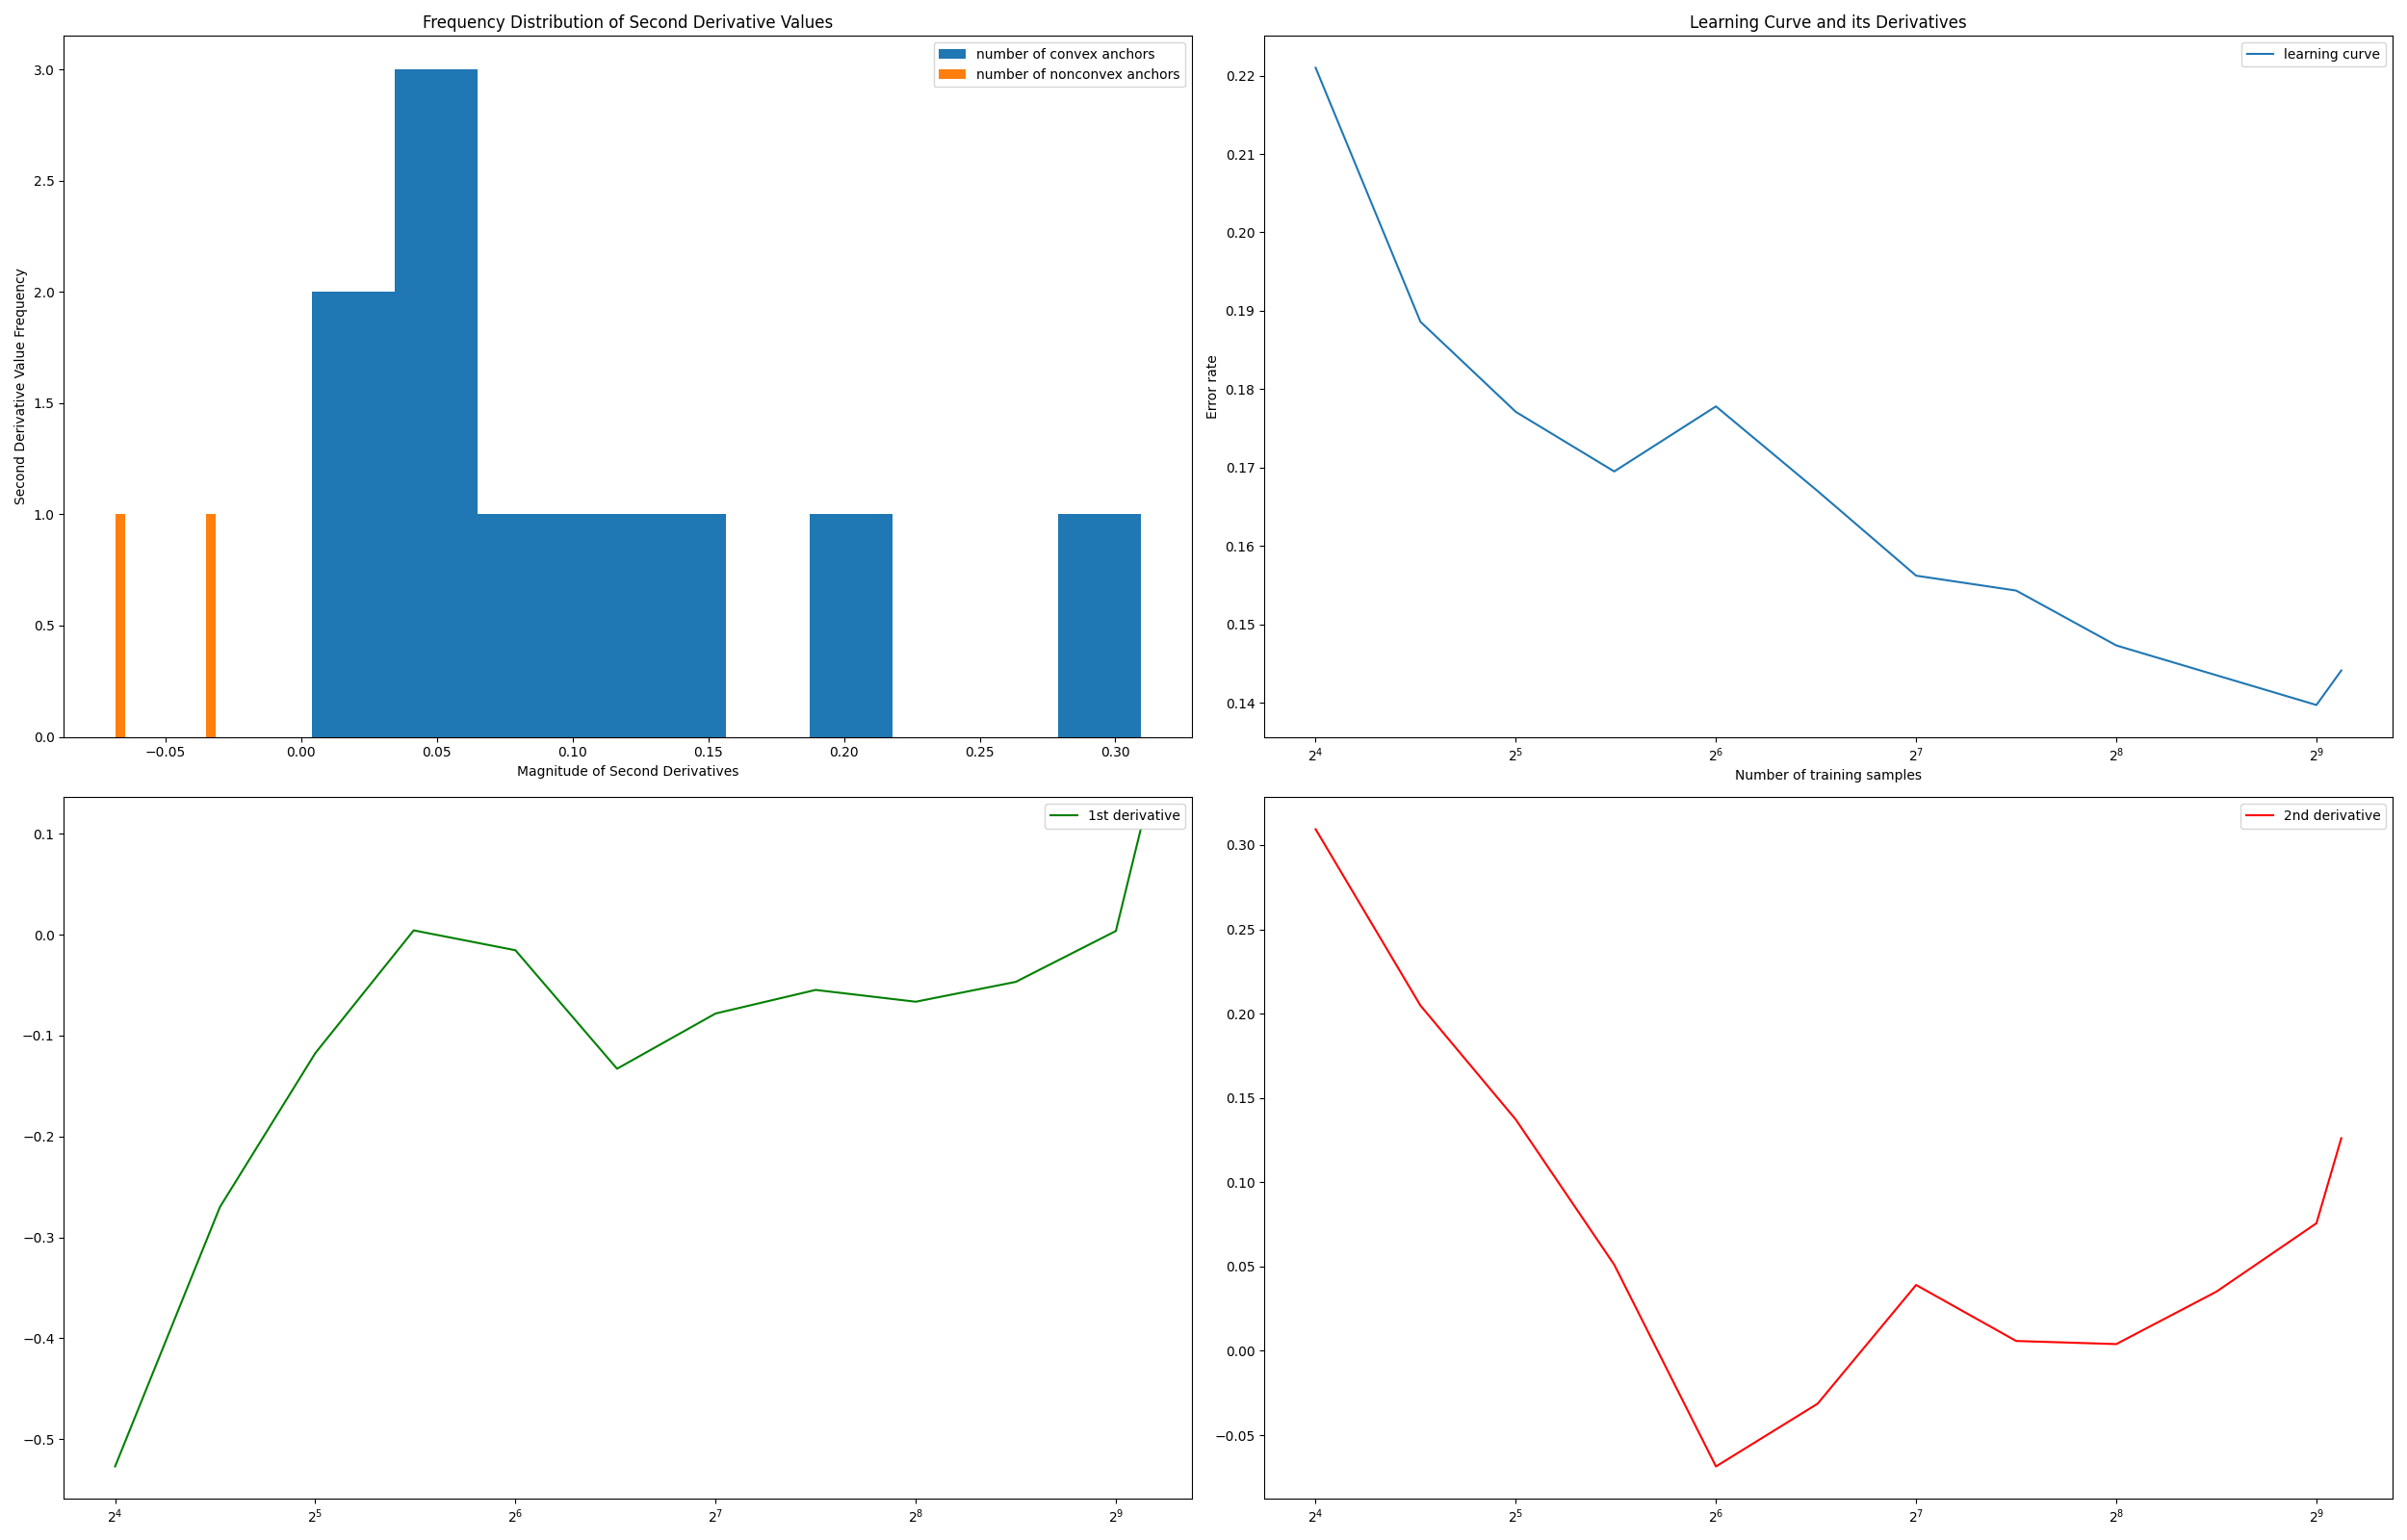 Frequency Distribution of Second Derivative Values
number of convex anchors
number of nonconvex anchors
3.0
2.5
2.0
1.5
1.0
0.5
0.0
Second Derivative Value Frequency
−0.05 0.00 0.05 0.10 0.15 0.20 0.25 0.30
Magnitude of Second Derivatives
Learning Curve and its Derivatives
learning curve
0.22
0.21
0.20
0.19
0.18
0.17
0.16
0.15
0.14
Error rate
2⁴ 2⁵ 2⁶ 2⁷ 2⁸ 2⁹
Number of training samples
1st derivative
0.1
0.0
−0.1
−0.2
−0.3
−0.4
−0.5
2⁴ 2⁵ 2⁶ 2⁷ 2⁸ 2⁹
2nd derivative
0.30
0.25
0.20
0.15
0.10
0.05
0.00
−0.05
2⁴ 2⁵ 2⁶ 2⁷ 2⁸ 2⁹